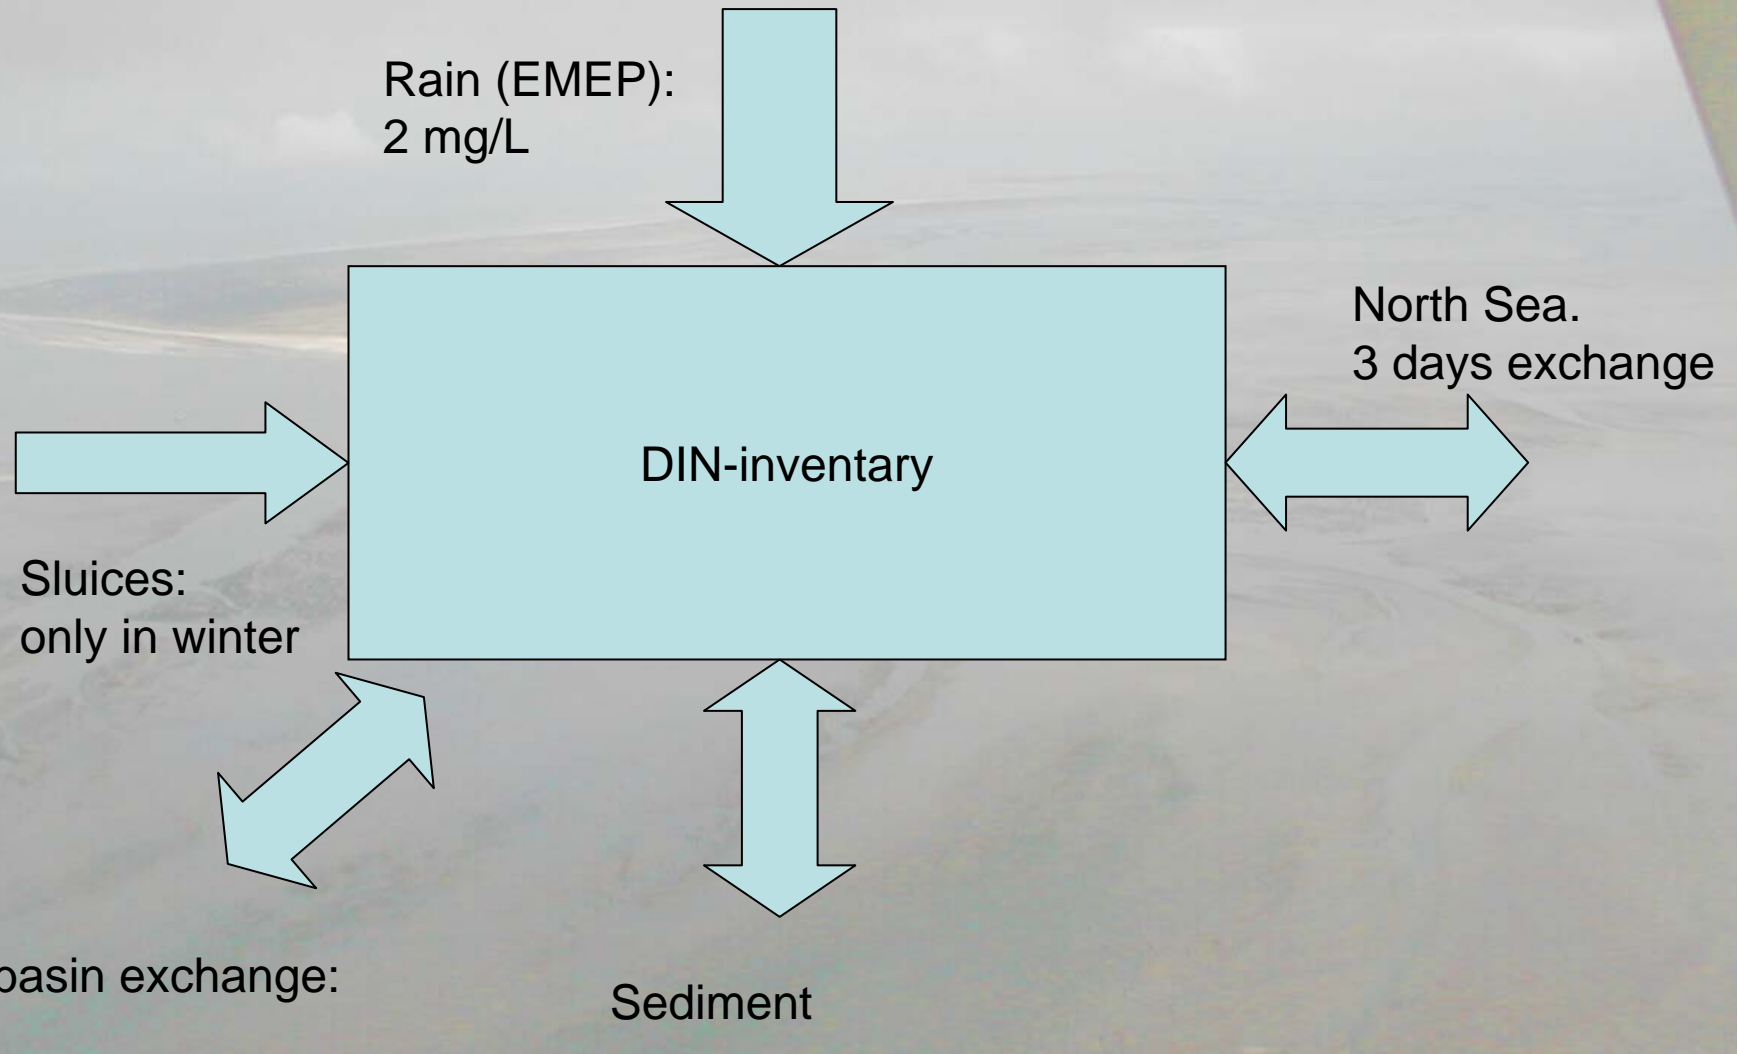 Rain (EMEP):
2 mg/L
North Sea.
3 days exchange
DIN-inventary
Sluices:
only in winter
basin exchange:
Sediment